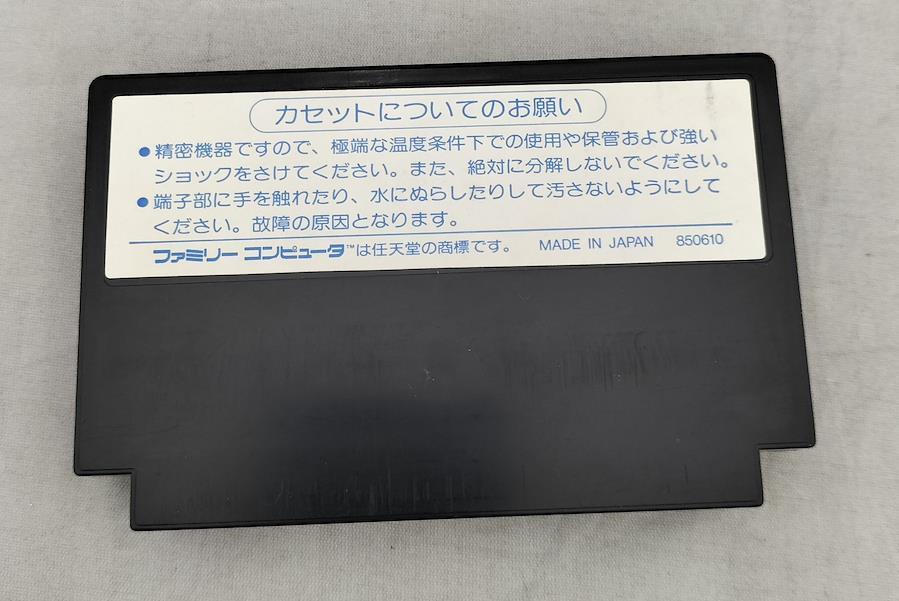 カセットについてのお願い
●精密機器ですので、極端な温度条件下での使用や保管および強い
ショックをさけてください。また、絶対に分解しないでください。
●端子部に手を触れたり、水にぬらしたりして汚さないようにして
ください。故障の原因となります。
ファミリーコンピュータ™は任天堂の商標です。 MADE IN JAPAN 850610